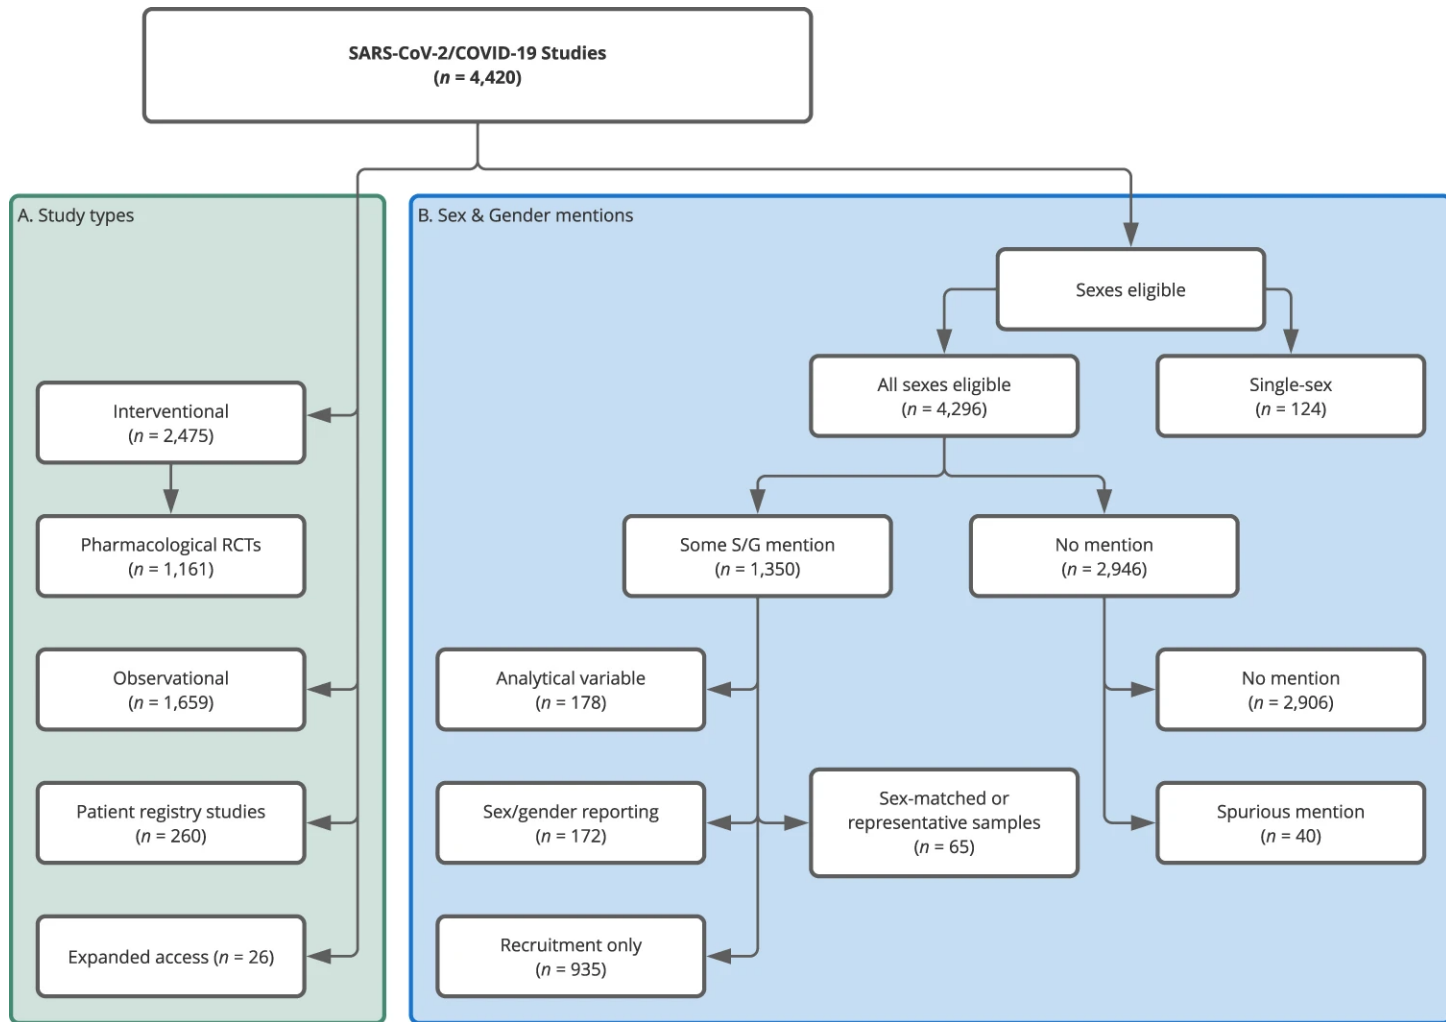 SARS-CoV-2/COVID-19 Studies
(n = 4,420)
A. Study types
Interventional
(n = 2,475)
Pharmacological RCTs
(n = 1,161)
Observational
(n = 1,659)
Patient registry studies
(n = 260)
Expanded access (n = 26)
B. Sex & Gender mentions
Sexes eligible
All sexes eligible
(n = 4,296)
Single-sex
(n = 124)
Some S/G mention
(n = 1,350)
No mention
(n = 2,946)
Analytical variable
(n = 178)
No mention
(n = 2,906)
Sex/gender reporting
(n = 172)
Sex-matched or
representative samples
(n = 65)
Spurious mention
(n = 40)
Recruitment only
(n = 935)